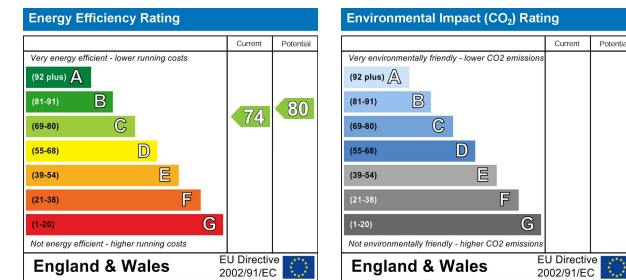 Energy Efficiency Rating
Current Potential
Very energy efficient - lower running costs
(92 plus) A
(81-91) B
(69-80) C
(55-68) D
(39-54) E
(21-38) F
(1-20) G
74
80
Not energy efficient - higher running costs
England & Wales
EU Directive
2002/91/EC
Environmental Impact (CO₂) Rating
Current Potential
Very environmentally friendly - lower CO2 emissions
(92 plus) A
(81-91) B
(69-80) C
(55-68) D
(39-54) E
(21-38) F
(1-20) G
Not environmentally friendly - higher CO2 emissions
England & Wales
EU Directive
2002/91/EC